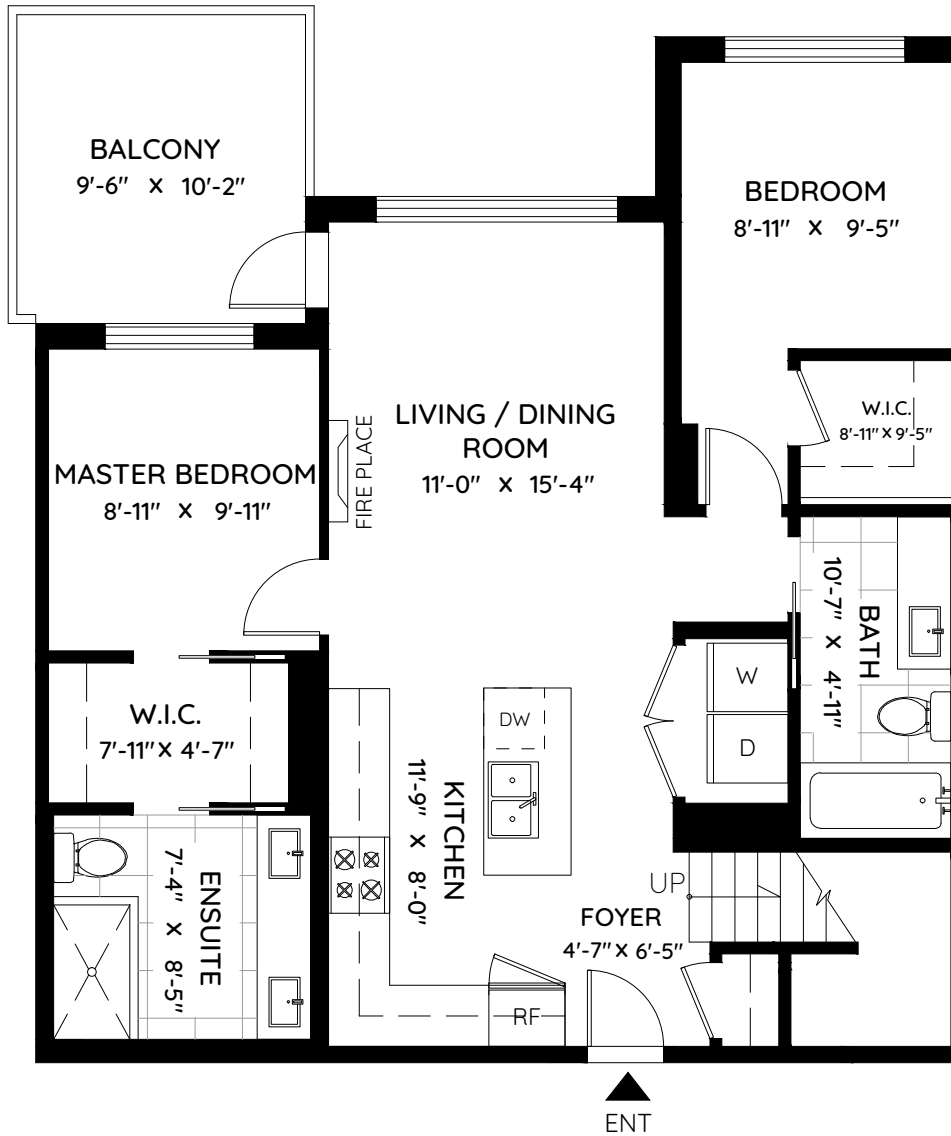 BALCONY
9'-6" X 10'-2"
BEDROOM
8'-11" X 9'-5"
LIVING / DINING
ROOM
11'-0" X 15'-4"
FIRE PLACE
W.I.C.
8'-11" X 9'-5"
MASTER BEDROOM
8'-11" X 9'-11"
BATH
10'-7" X 4'-11"
W
D
W.I.C.
7'-11" X 4'-7"
DW
KITCHEN
11'-9" X 8'-0"
ENSUITE
7'-4" X 8'-5"
UP
FOYER
4'-7" X 6'-5"
RF
ENT